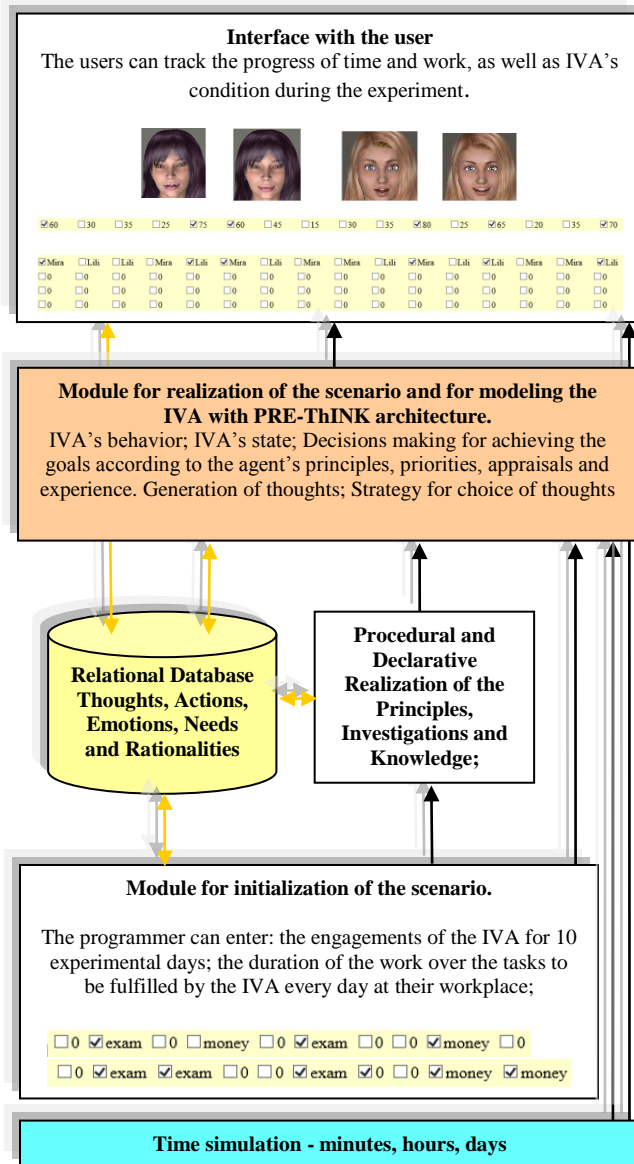 Interface with the user
The users can track the progress of time and work, as well as IVA's
condition during the experiment.
60 30 35 25 75 60 45 15 30 35 80 25 65 20 35 70
Mira Lili Lili Mira Lili Mira Lili Mira Mira Lili Mira Lili Lili Mira Mira Lili
0 0 0 0 0 0 0 0 0 0 0 0 0 0 0 0
0 0 0 0 0 0 0 0 0 0 0 0 0 0 0 0
0 0 0 0 0 0 0 0 0 0 0 0 0 0 0 0
Module for realization of the scenario and for modeling the
IVA with PRE-ThINK architecture.
IVA's behavior; IVA's state; Decisions making for achieving the
goals according to the agent's principles, priorities, appraisals and
experience. Generation of thoughts; Strategy for choice of thoughts
Relational Database
Thoughts, Actions,
Emotions, Needs
and Rationalities
Procedural and
Declarative
Realization of the
Principles,
Investigations and
Knowledge;
Module for initialization of the scenario.
The programmer can enter: the engagements of the IVA for 10
experimental days; the duration of the work over the tasks to
be fulfilled by the IVA every day at their workplace;
0 exam 0 money 0 exam 0 0 money 0
0 exam exam 0 0 exam 0 0 money money
Time simulation - minutes, hours, days